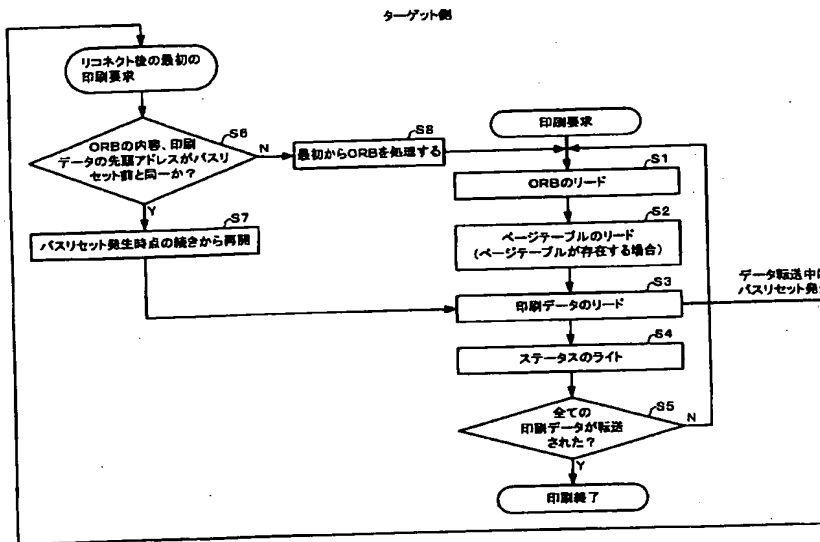 ターゲット側
リコネクト後の最初の
印刷要求
S6
ORBの内容、印刷
データの先頭アドレスがバスリ
セット前と同一か?
N
Y
S8
最初からORBを処理する
S7
バスリセット発生時点の続きから再開
印刷要求
S1
ORBのリード
S2
ページテーブルのリード
(ページテーブルが存在する場合)
S3
印刷データのリード
データ転送中に
バスリセット発
S4
ステータスのライト
S5
全ての
印刷データが転送
された?
N
Y
印刷終了